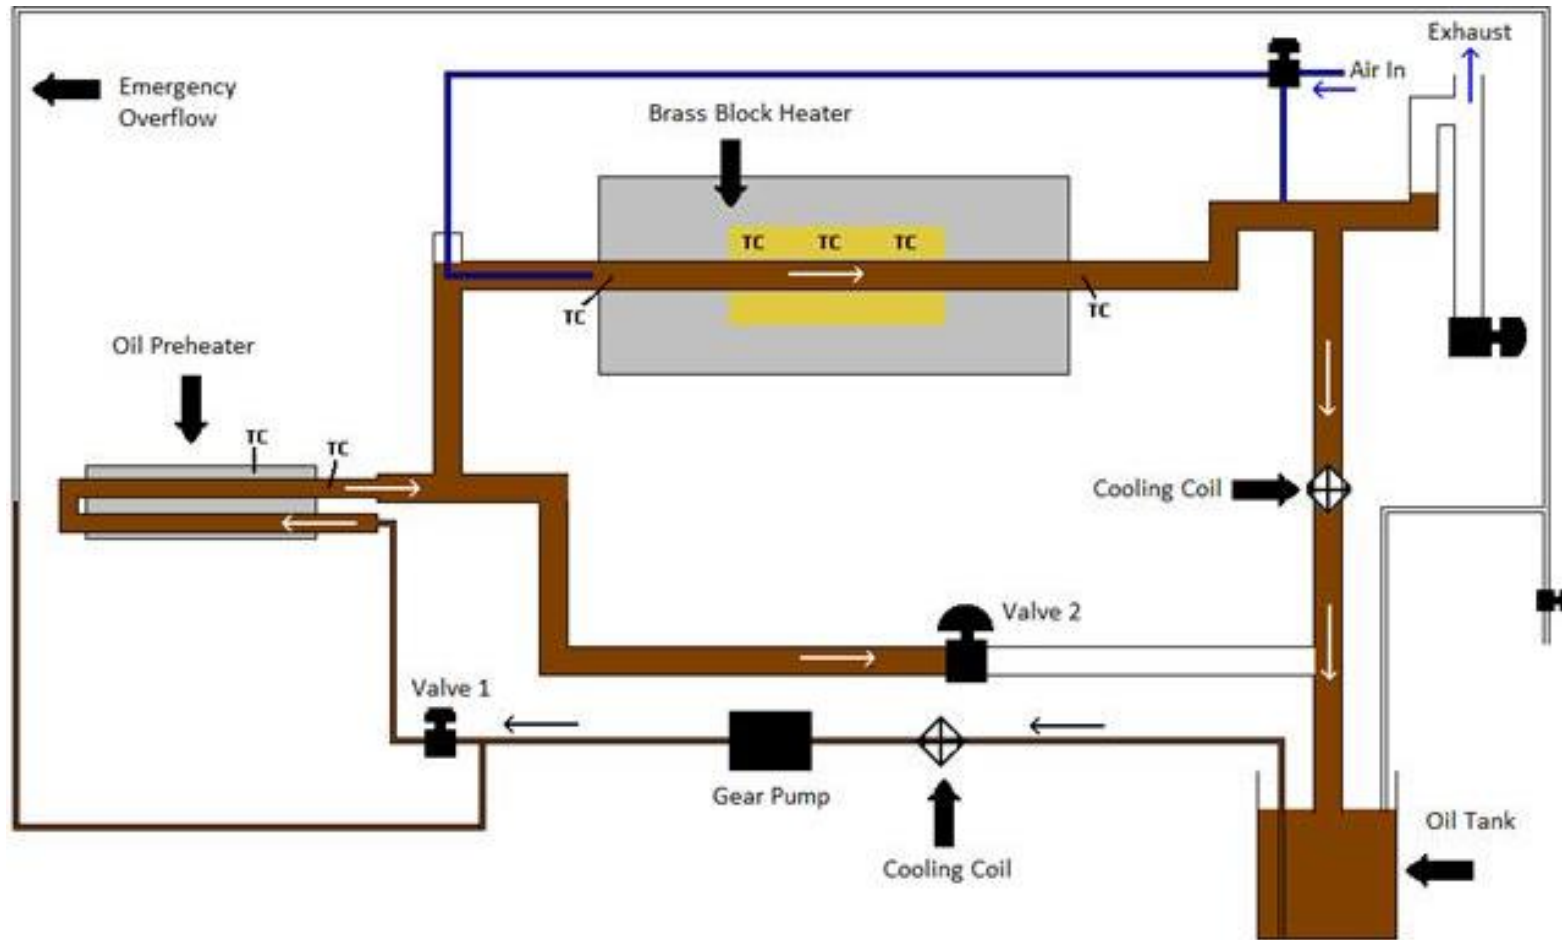 Exhaust
Air In
Emergency
Overflow
Brass Block Heater
TC TC TC
TC
TC
Oil Preheater
TC
TC
Cooling Coil
Valve 2
Valve 1
Gear Pump
Oil Tank
Cooling Coil